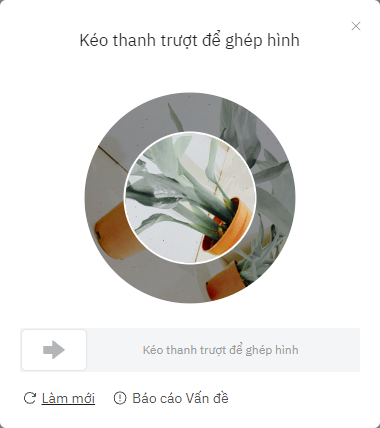 Kéo thanh trượt để ghép hình
Kéo thanh trượt để ghép hình
Làm mới
Báo cáo Vấn đề